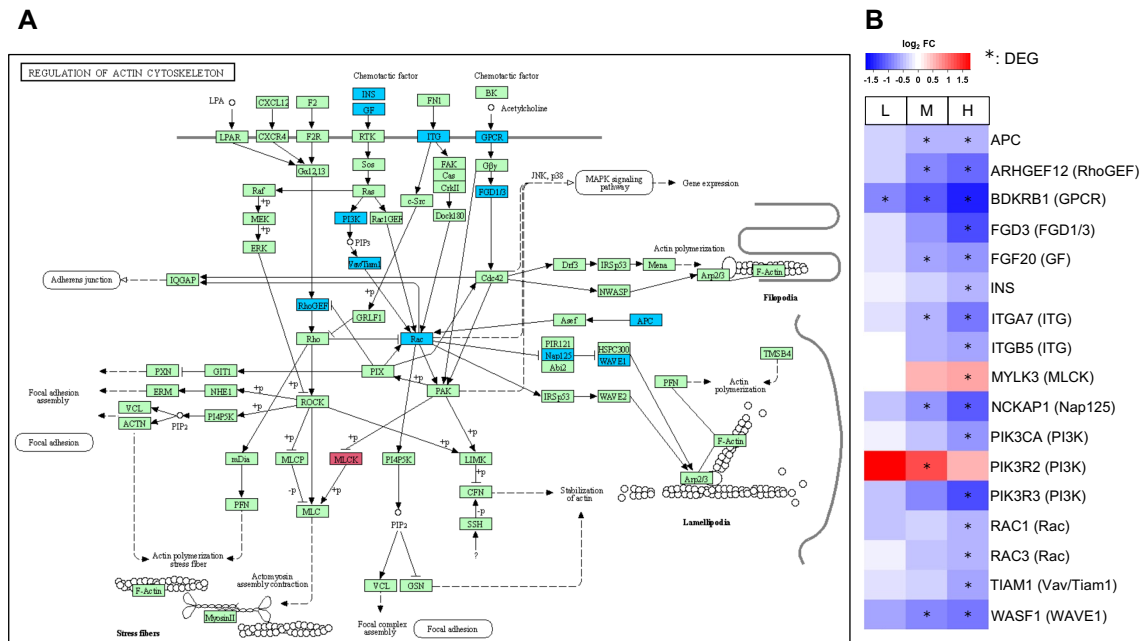 A
B
REGULATION OF ACTIN CYTOSKELETON
Chemotactic factor
Chemotactic factor
LPA
CXCL12
F2
INS
GF
FN1
BK
Acetylcholine
LPAR
CXCR4
F2R
RTK
ITG
GPCR
Gα12,13
Sos
FAK
Cas
CrkII
Gβγ
Raf
Ras
c-Src
FGD1/3
JNK, p38
MAPK signaling
pathway
Gene expression
+p
MEK
PI3K
Rac1GEF
Dock180
+p
ERK
PIP3
Vav/Tiam1
Actin polymerization
Adherens junction
IQGAP
Cdc42
Drf3
IRSp53
Mena
Arp2/3
F-Actin
NWASP
Filopodia
RhoGEF
+p
GRLF1
Asef
APC
Rho
Rac
PIR121
Nap125
Abi2
HSPC300
WAVE1
TMSB4
PXN
GIT1
PIX
Focal adhesion
assembly
ERM
NHE1
+p
+p
+p
PAK
IRSp53
WAVE2
PFN
Actin
polymerization
VCL
ACTN
PIP2
PI4P5K
+p
ROCK
Focal adhesion
F-Actin
+p
+p
+p
+p
mDia
MLCP
MLCK
PI4P5K
LIMK
Arp2/3
+p
-p
+p
CFN
Stabilization
of actin
PFN
MLC
-p
Lamellipodia
PIP2
SSH
?
Actin polymerization
stress fiber
Actomyosin
assembly contraction
F-Actin
VCL
GSN
MyosinII
Stress fibers
Focal complex
assembly
Focal adhesion
log2 FC
-1.5 -0.5 0.5 1.5
*: DEG
L M H
* * APC
* * ARHGEF12 (RhoGEF)
* * * BDKRB1 (GPCR)
* FGD3 (FGD1/3)
* * FGF20 (GF)
* INS
* * ITGA7 (ITG)
* ITGB5 (ITG)
* MYLK3 (MLCK)
* * NCKAP1 (Nap125)
* PIK3CA (PI3K)
* PIK3R2 (PI3K)
* PIK3R3 (PI3K)
* RAC1 (Rac)
* RAC3 (Rac)
* TIAM1 (Vav/Tiam1)
* * WASF1 (WAVE1)